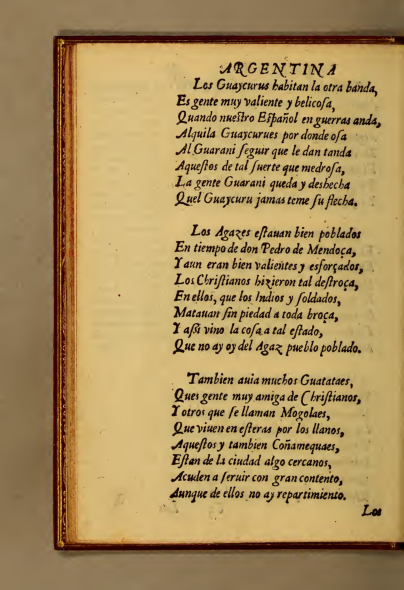 ARGENTINA
Los Guaycurus habitan la otra banda,
Es gente muy valiente y belicoſa,
Quando nueſtro Eſpañol en guerras anda,
Alquila Guaycurues por donde oſa
Al Guarani ſeguir que le dan tanda
Aqueſtos de tal ſuerte que medroſa,
La gente Guarani queda y deshecha
Quel Guaycuru jamas teme ſu flecha.
Los Agazes eſtauan bien poblados
En tiempo de don Pedro de Mendoça,
Y aun eran bien valientes y esforçados,
Los Chriſtianos hizieron tal deſtroça,
En ellos, que los Indios y ſoldados,
Matauan ſin piedad a toda broça,
Y aſsi vino la coſa a tal eſtado,
Que no ay oy del Agaz pueblo poblado.
Tambien auia muchos Guatataes,
Ques gente muy amiga de Chriſtianos,
Y otros que ſe llaman Mogolaes,
Que viuen en eſteras por los llanos,
Aqueſtos y tambien Coñamequaes,
Eſtan de la ciudad algo cercanos,
Acuden a ſeruir con gran contento,
Aunque de ellos no ay repartimiento.
Los